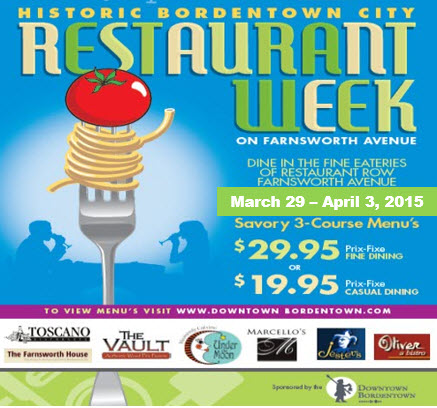 HISTORIC BORDENTOWN CITY
RESTAURANT
WEEK
ON FARNSWORTH AVENUE
DINE IN THE FINE EATERIES
OF RESTAURANT ROW
FARNSWORTH AVENUE
March 29 – April 3, 2015
Savory 3-Course Menu's
$29.95 Prix-Fixe
FINE DINING
OR
$19.95 Prix-Fixe
CASUAL DINING
TO VIEW MENU'S VISIT WWW.DOWNTOWN BORDENTOWN.COM
TOSCANO
The Farnsworth House
THE VAULT
Under the Moon
MARCELLO'S
Jester's
Oliver
a bistro
Sponsored by the
DOWNTOWN
BORDENTOWN